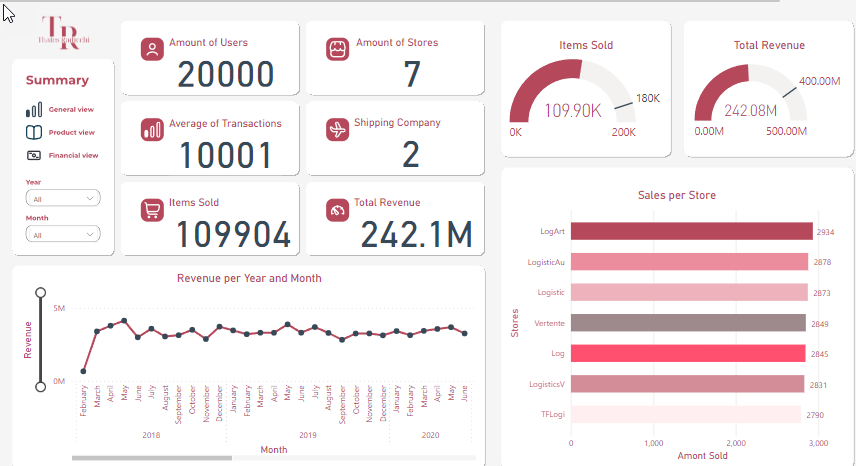 TR
Summary
General view
Product view
Financial view
Year
All
Month
All
Amount of Users
20000
Amount of Stores
7
Average of Transactions
10001
Shipping Company
2
Items Sold
109904
Total Revenue
242.1M
Items Sold
109.90K
180K
0K
200K
Total Revenue
400.00M
242.08M
0.00M
500.00M
Revenue per Year and Month
Revenue
5M
0M
February
March
April
May
June
July
August
September
October
November
December
January
February
March
April
May
June
July
August
September
October
November
December
January
February
March
April
May
June
2018
2019
2020
Month
Sales per Store
Stores
LogArt
2934
LogisticAu
2878
Logistic
2873
Vertente
2849
Log
2845
LogisticsV
2831
TFLogi
2790
0
1,000
2,000
3,000
Amont Sold